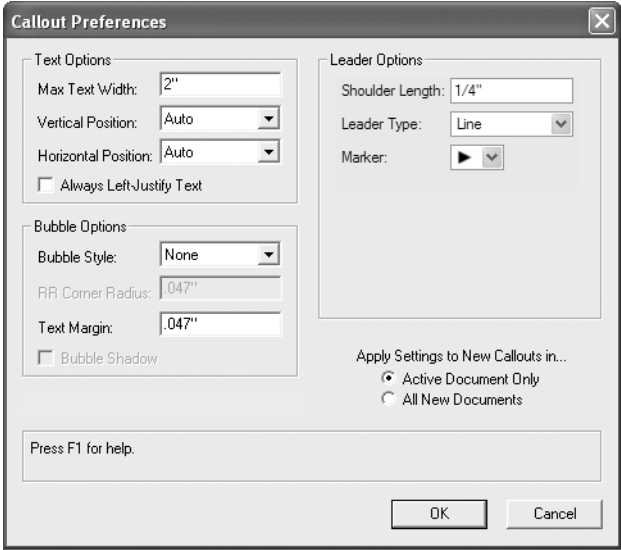 Callout Preferences
Text Options
Max Text Width: 2"
Vertical Position: Auto
Horizontal Position: Auto
Always Left-Justify Text
Bubble Options
Bubble Style: None
RR Corner Radius: .047"
Text Margin: .047"
Bubble Shadow
Leader Options
Shoulder Length: 1/4"
Leader Type: Line
Marker:
Apply Settings to New Callouts in...
Active Document Only
All New Documents
Press F1 for help.
OK
Cancel